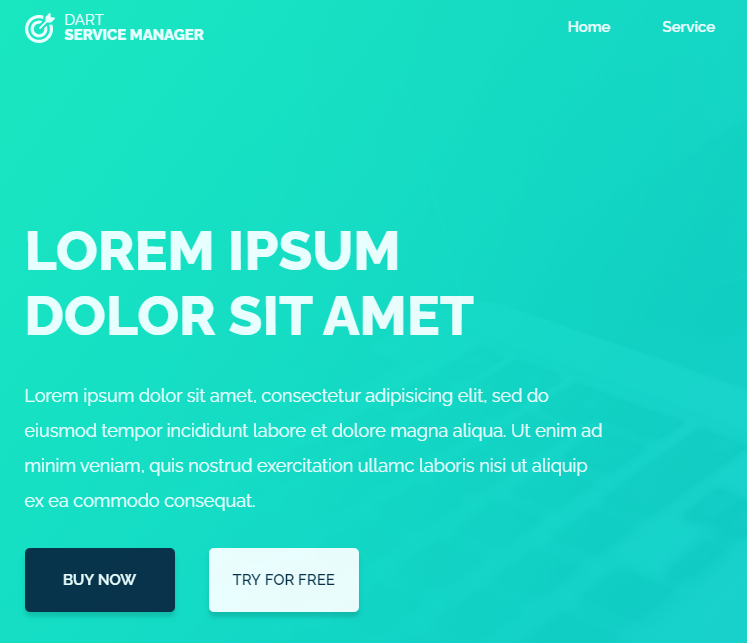 DART
SERVICE MANAGER
Home
Service
LOREM IPSUM
DOLOR SIT AMET
Lorem ipsum dolor sit amet, consectetur adipisicing elit, sed do
eiusmod tempor incididunt labore et dolore magna aliqua. Ut enim ad
minim veniam, quis nostrud exercitation ullamc laboris nisi ut aliquip
ex ea commodo consequat.
BUY NOW
TRY FOR FREE